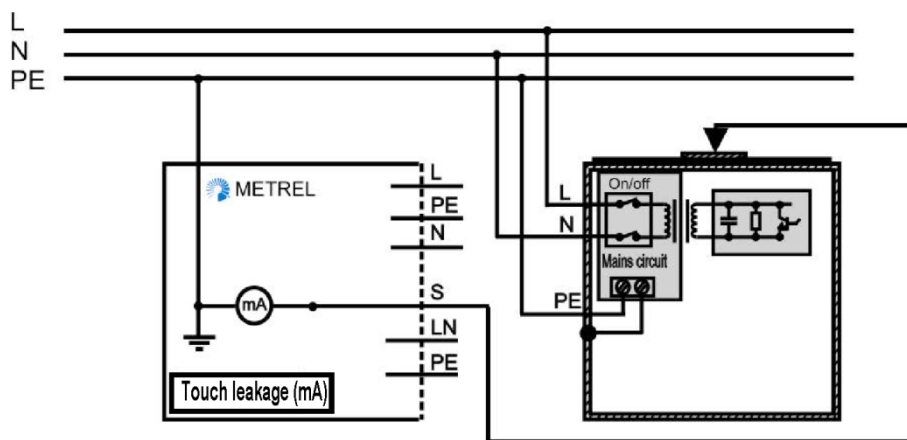 L
N
PE
METREL
L
PE
N
S
LN
PE
mA
Touch leakage (mA)
On/off
L
N
Mains circuit
PE